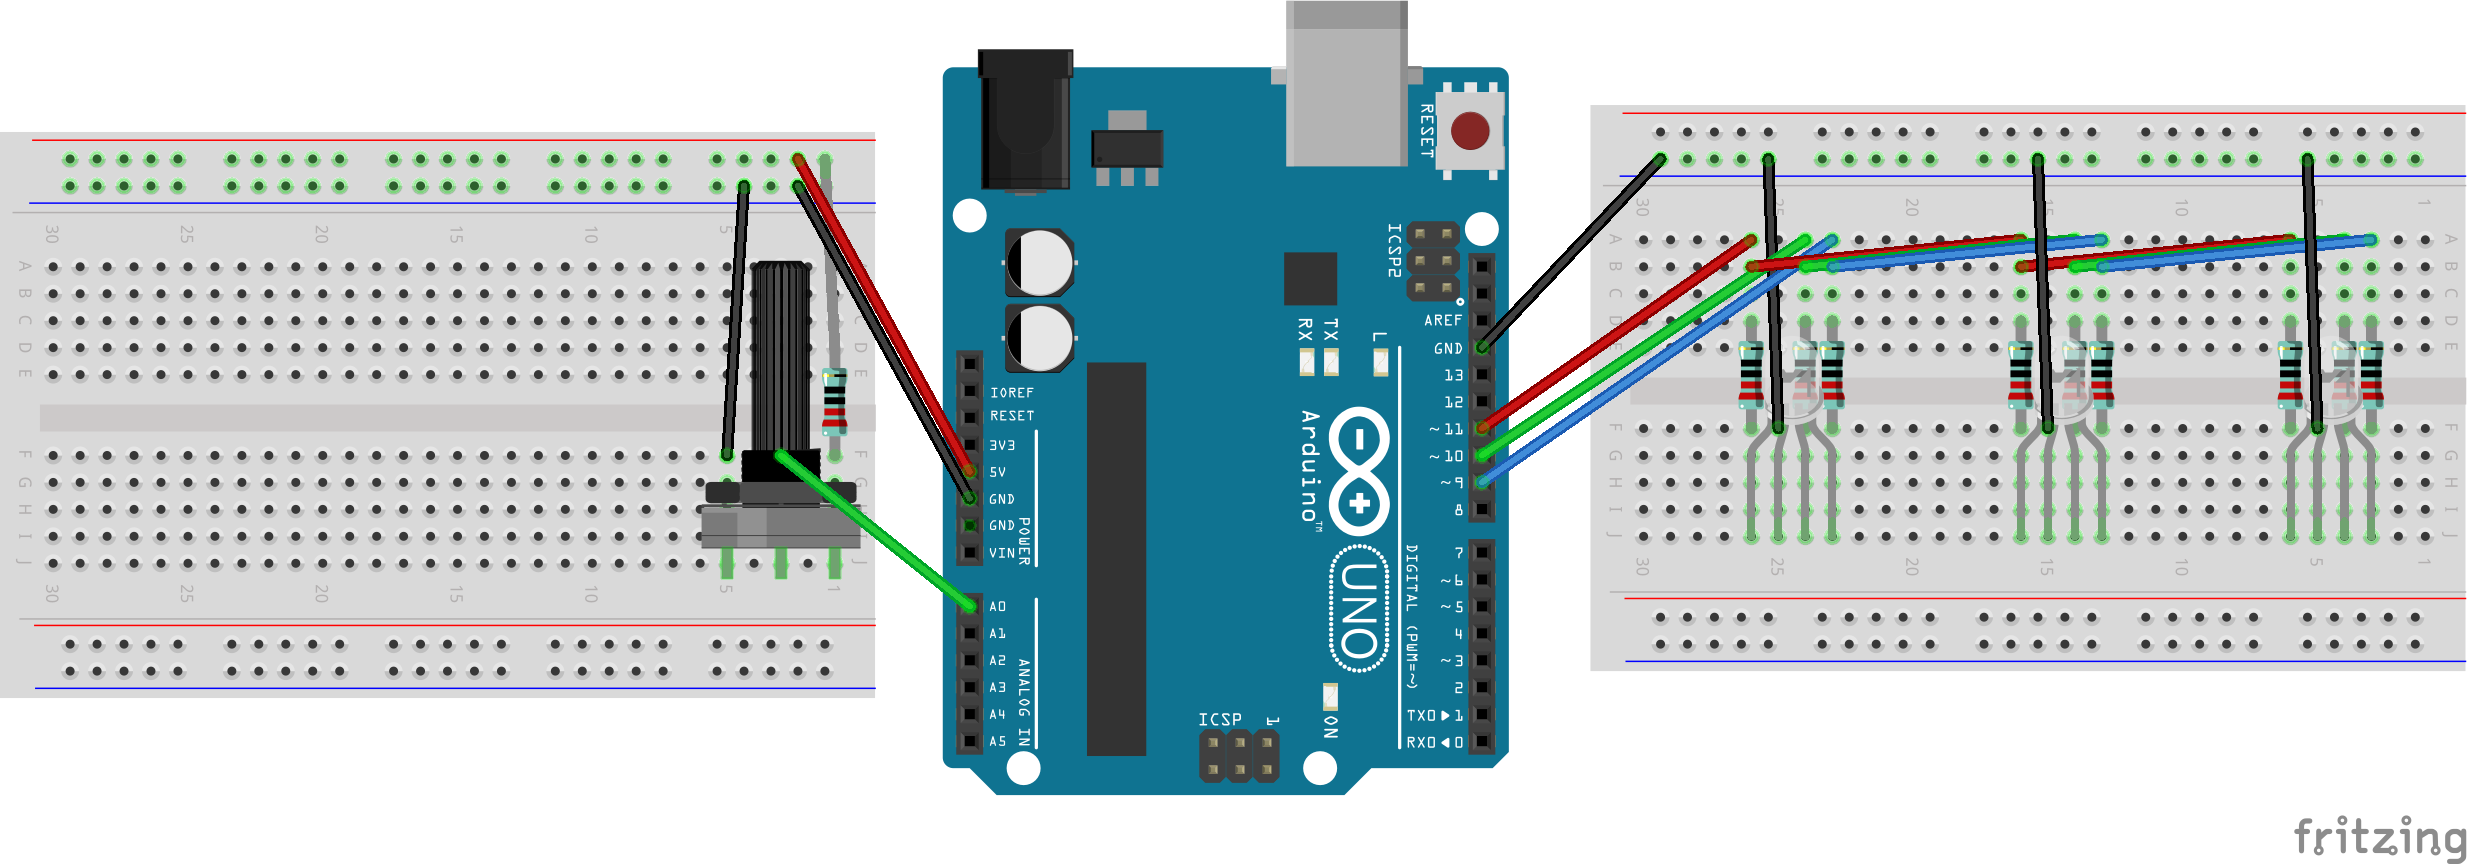 30 25 20 15 10 5
A
B
C
D
E
F
G
H
I
J
30 25 20 15 10 5 1
C
D
E
G
J
RESET
ICSP2
RX
TX
L
IOREF
RESET
3V3
5V
GND
GND
VIN
POWER
A0
A1
A2
A3
A4
A5
ANALOG IN
AREF
GND
13
12
~11
~10
~9
8
7
~6
~5
4
~3
2
TX0▶1
RX0◀0
DIGITAL (PWM=~)
Arduino™
UNO
ICSP 1
ON
30 25 20 15 10 5 1
A
B
C
D
E
F
G
H
I
J
30 25 20 15 10 5 1
A
B
C
D
E
F
G
H
I
J
fritzing